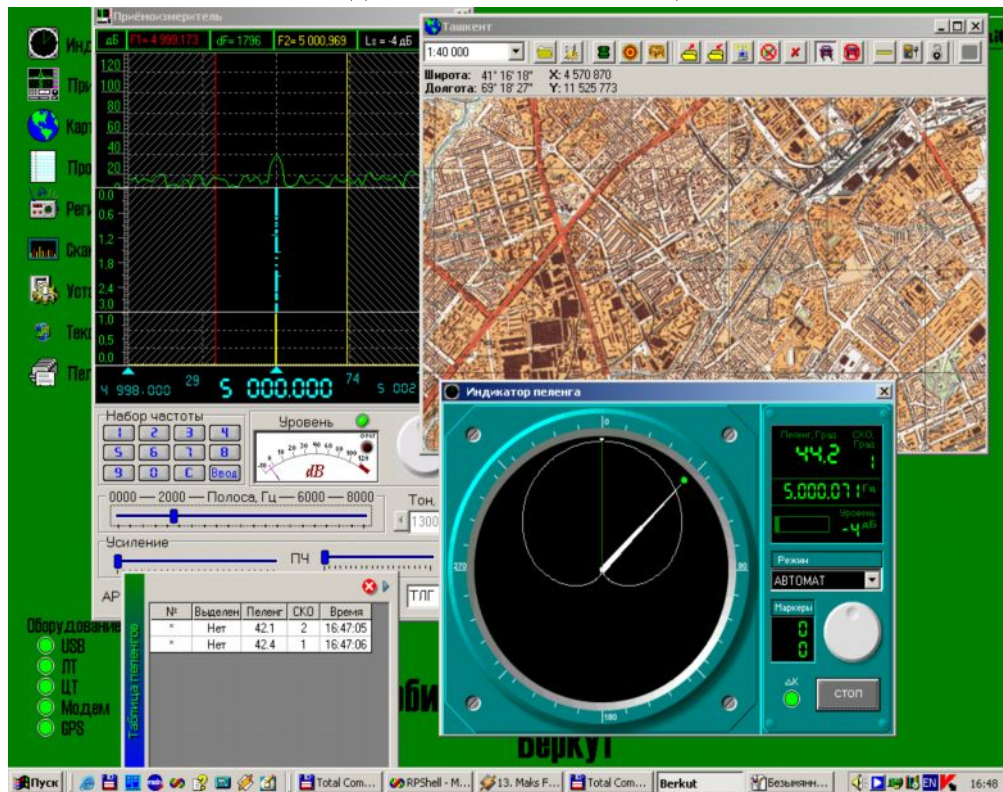 Приёмоизмеритель
дБ F1= 4 999,173 dF= 1796 F2= 5 000,969 Ls = -4 дБ
120
100
80
60
40
20
0.0
0.6
1.2
1.8
2.4
3.0
1.0
0.5
0.0
4 998.000 29 5 000.000 74 5 002
Набор частоты
1 2 3 4
5 6 7 8
9 0 C Ввод
Уровень
dB
0000 — 2000 — Полоса, Гц — 6000 — 8000
Тон,
1300
Усиление
ПЧ
АР
ТЛГ
Таблица пеленгов
№ Выделен Пеленг СКО Время
* Нет 42.1 2 16:47:05
* Нет 42.4 1 16:47:06
Оборудование
USB
ЛТ
ЦТ
Модем
GPS
Ташкент
1:40 000
Широта: 41° 16' 18" X: 4 570 870
Долгота: 69° 18' 27" Y: 11 525 773
Индикатор пеленга
0
90
180
270
Пеленг, Град СКО, Град
44.2 1
5.000.071 Гц
Уровень
-4 дБ
Режим
АВТОМАТ
Маркеры
0
0
ΔК
СТОП
Беркут
Пуск
Total Com...
RPShell - M...
13. Maks F...
Total Com...
Berkut
Безымянн...
EN
16:48